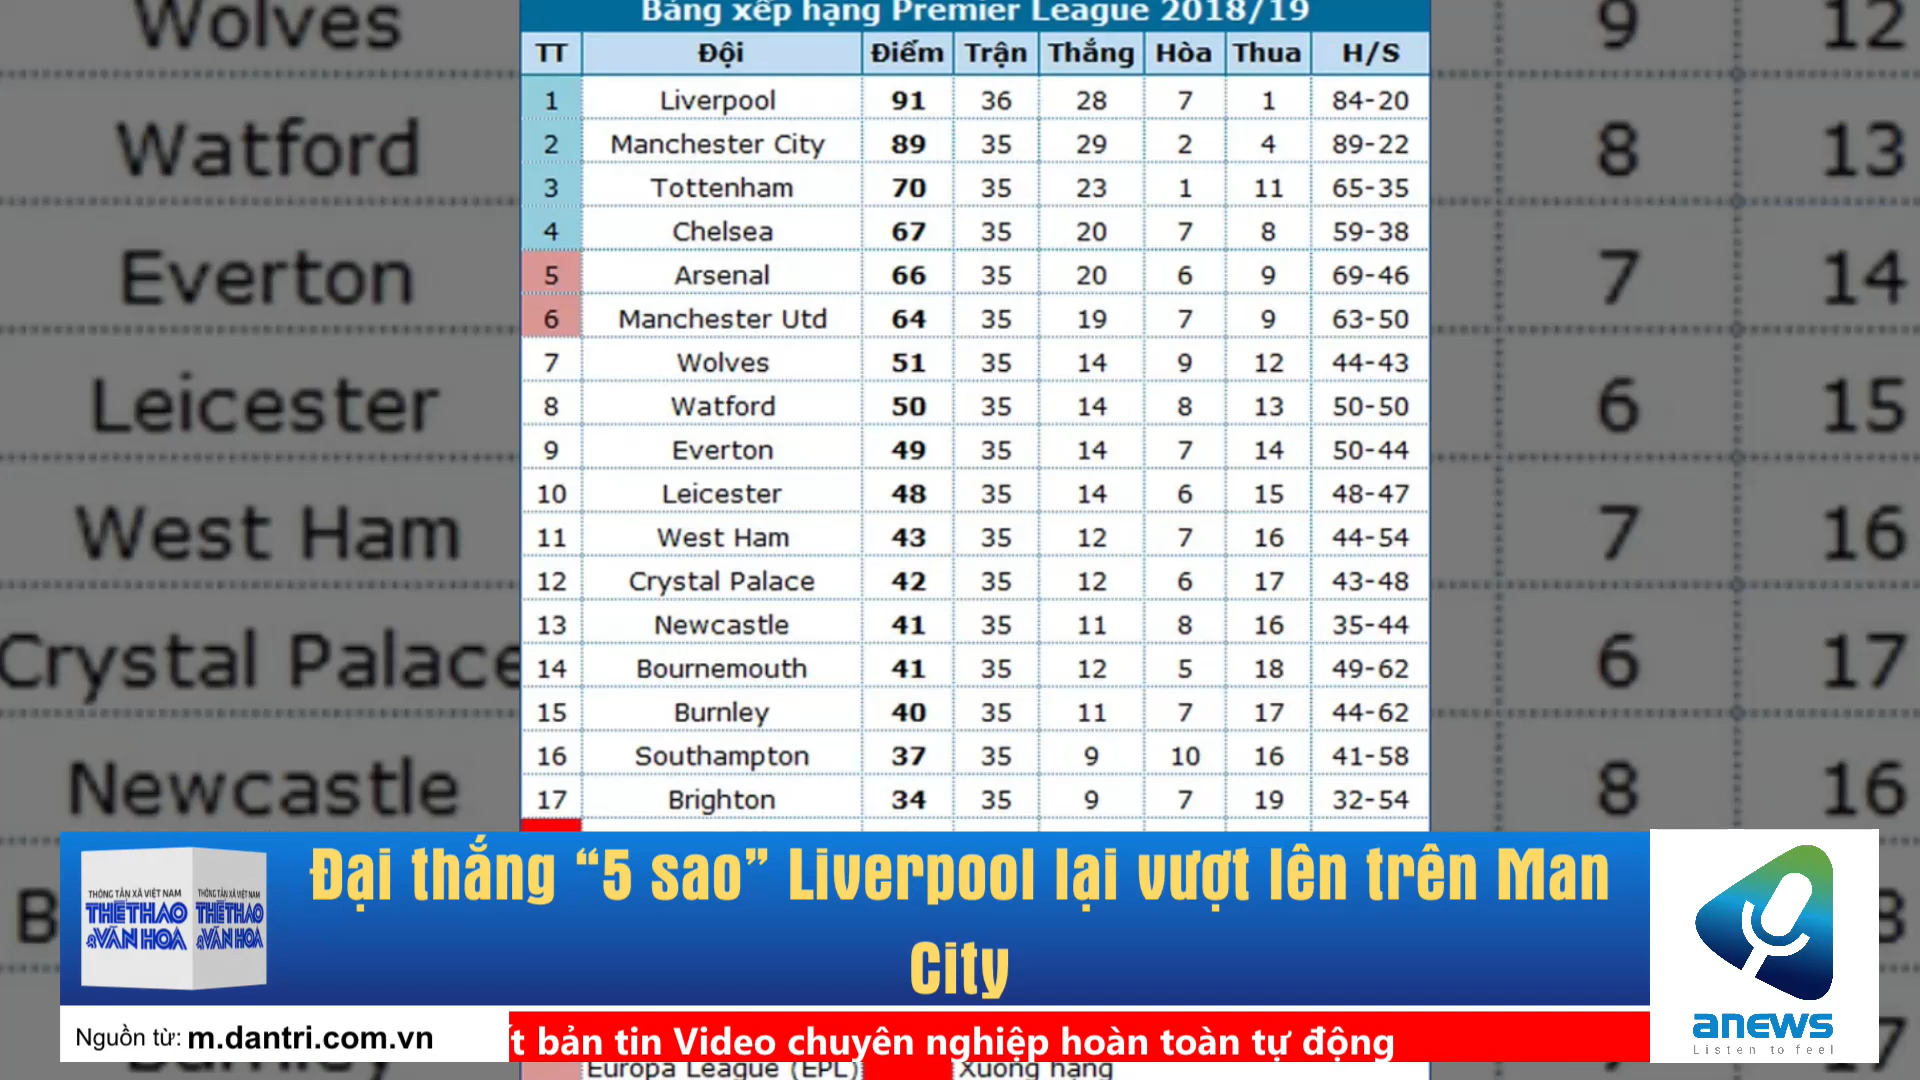 Bảng xếp hạng Premier League 2018/19
TT Đội Điểm Trận Thắng Hòa Thua H/S
1 Liverpool 91 36 28 7 1 84-20
2 Manchester City 89 35 29 2 4 89-22
3 Tottenham 70 35 23 1 11 65-35
4 Chelsea 67 35 20 7 8 59-38
5 Arsenal 66 35 20 6 9 69-46
6 Manchester Utd 64 35 19 7 9 63-50
7 Wolves 51 35 14 9 12 44-43
8 Watford 50 35 14 8 13 50-50
9 Everton 49 35 14 7 14 50-44
10 Leicester 48 35 14 6 15 48-47
11 West Ham 43 35 12 7 16 44-54
12 Crystal Palace 42 35 12 6 17 43-48
13 Newcastle 41 35 11 8 16 35-44
14 Bournemouth 41 35 12 5 18 49-62
15 Burnley 40 35 11 7 17 44-62
16 Southampton 37 35 9 10 16 41-58
17 Brighton 34 35 9 7 19 32-54
Wolves 9 12
Watford 8 13
Everton 7 14
Leicester 6 15
West Ham 7 16
Crystal Palace 6 17
Newcastle 8 16
THÔNG TẤN XÃ VIỆT NAM
THỂ THAO
& VĂN HOÁ
THÔNG TẤN XÃ VIỆT NAM
THỂ THAO
& VĂN HOÁ
Đại thắng “5 sao” Liverpool lại vượt lên trên Man
City
Nguồn từ: m.dantri.com.vn
bản tin Video chuyên nghiệp hoàn toàn tự động
anews
Listen to feel
Europa League (EPL) Xuống hạng